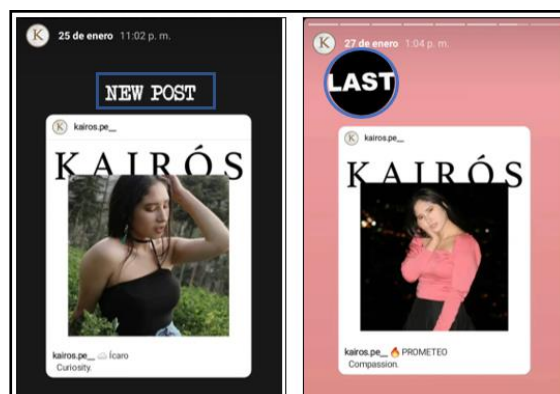 K 25 de enero 11:02 p. m.
NEW POST
K kairos.pe__
KAIRÓS
kairos.pe__ Ícaro
Curiosity.
K 27 de enero 1:04 p. m.
LAST
K kairos.pe__
KAIRÓS
kairos.pe__ 🔥 PROMETEO
Compassion.